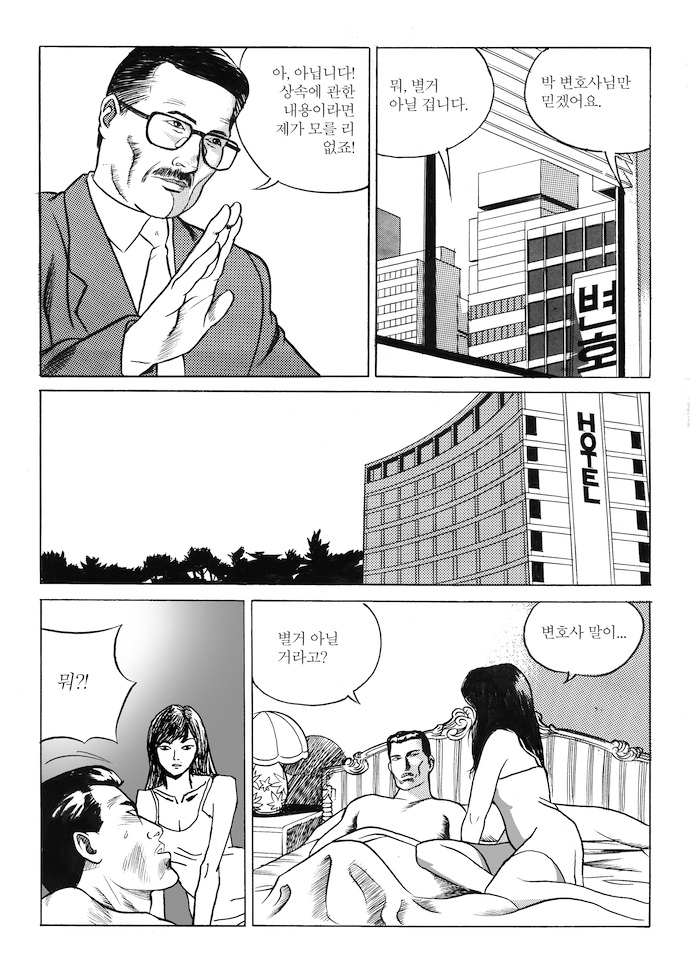 아, 아닙니다!
상속에 관한
내용이라면
제가 모를 리
없죠!
뭐, 별거
아닐 겁니다.
박 변호사님만
믿겠어요.
변호
HOTEL
뭐?!
별거 아닐
거라고?
변호사 말이...